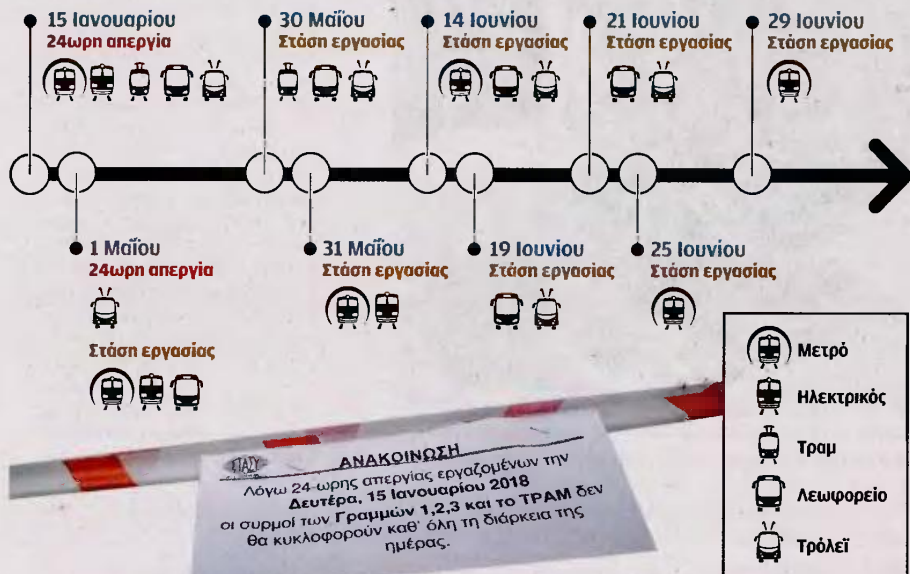 15 Ιανουαρίου
24ωρη απεργία
30 Μαΐου
Στάση εργασίας
14 Ιουνίου
Στάση εργασίας
21 Ιουνίου
Στάση εργασίας
29 Ιουνίου
Στάση εργασίας
1 Μαΐου
24ωρη απεργία
Στάση εργασίας
31 Μαΐου
Στάση εργασίας
19 Ιουνίου
Στάση εργασίας
25 Ιουνίου
Στάση εργασίας
Μετρό
Ηλεκτρικός
Τραμ
Λεωφορείο
Τρόλεϊ
ΣΤΑΣΥ
ΑΝΑΚΟΙΝΩΣΗ
Λόγω 24-ωρης απεργίας εργαζομένων την
Δευτέρα, 15 Ιανουαρίου 2018
οι συρμοί των Γραμμών 1,2,3 και το ΤΡΑΜ δεν
θα κυκλοφορούν καθ' όλη τη διάρκεια της
ημέρας.